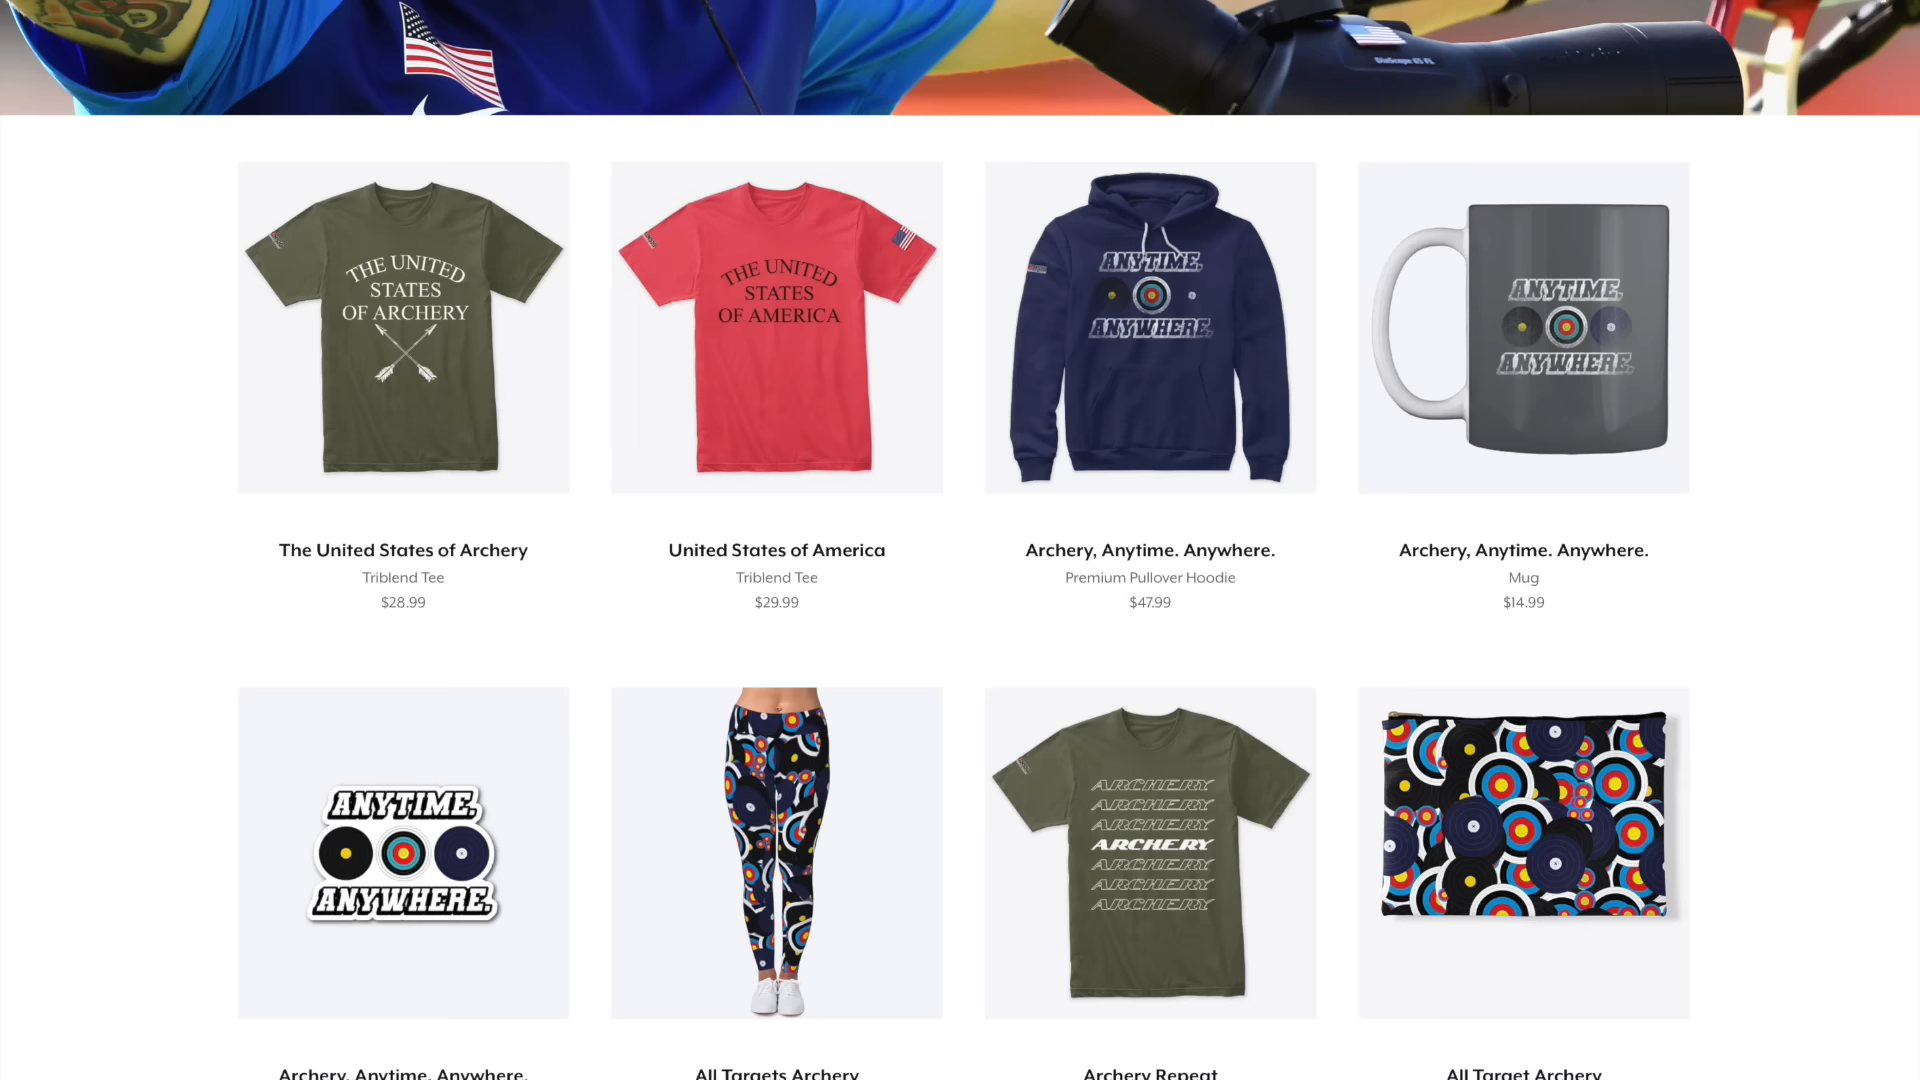 DiaScope 65 FL
THE UNITED
STATES
OF ARCHERY
THE UNITED
STATES
OF AMERICA
ANYTIME.
ANYWHERE.
ANYTIME.
ANYWHERE.
The United States of Archery
Triblend Tee
$28.99
United States of America
Triblend Tee
$29.99
Archery, Anytime. Anywhere.
Premium Pullover Hoodie
$47.99
Archery, Anytime. Anywhere.
Mug
$14.99
ANYTIME.
ANYWHERE.
ARCHERY
ARCHERY
ARCHERY
ARCHERY
ARCHERY
ARCHERY
ARCHERY
Archery, Anytime. Anywhere.
All Targets Archery
Archery Repeat
All Target Archery